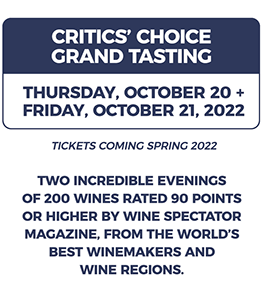 CRITICS' CHOICE
GRAND TASTING
THURSDAY, OCTOBER 20 +
FRIDAY, OCTOBER 21, 2022
TICKETS COMING SPRING 2022
TWO INCREDIBLE EVENINGS
OF 200 WINES RATED 90 POINTS
OR HIGHER BY WINE SPECTATOR
MAGAZINE, FROM THE WORLD'S
BEST WINEMAKERS AND
WINE REGIONS.